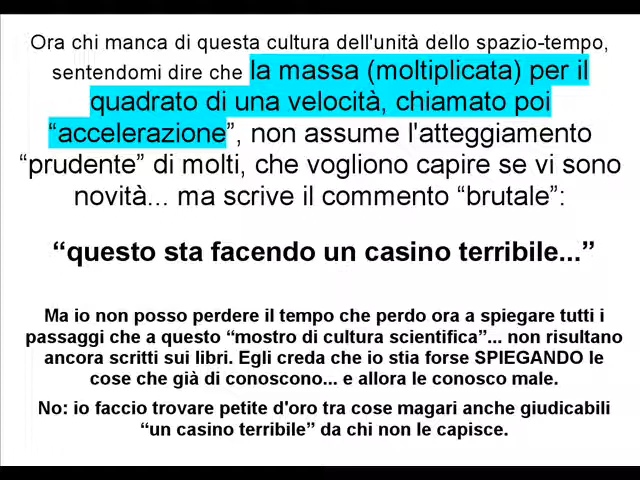 Ora chi manca di questa cultura dell'unità dello spazio-tempo,
sentendomi dire che la massa (moltiplicata) per il
quadrato di una velocità, chiamato poi
“accelerazione”, non assume l'atteggiamento
“prudente” di molti, che vogliono capire se vi sono
novità... ma scrive il commento “brutale”:
“questo sta facendo un casino terribile...”
Ma io non posso perdere il tempo che perdo ora a spiegare tutti i
passaggi che a questo “mostro di cultura scientifica”... non risultano
ancora scritti sui libri. Egli creda che io stia forse SPIEGANDO le
cose che già di conoscono... e allora le conosco male.
No: io faccio trovare petite d'oro tra cose magari anche giudicabili
“un casino terribile” da chi non le capisce.